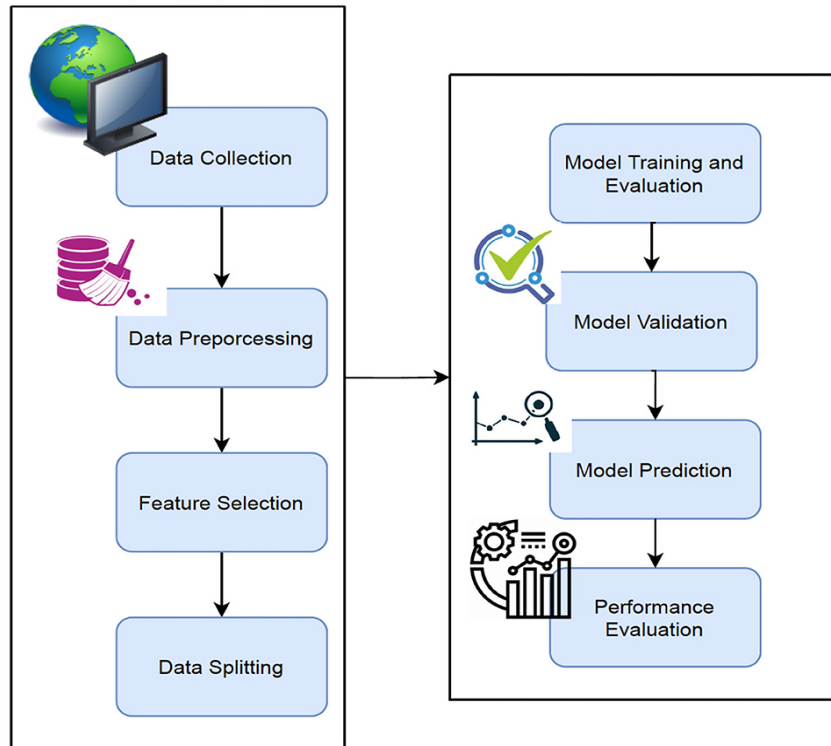 Data Collection
Data Preporcessing
Feature Selection
Data Splitting
Model Training and
Evaluation
Model Validation
Model Prediction
Performance
Evaluation